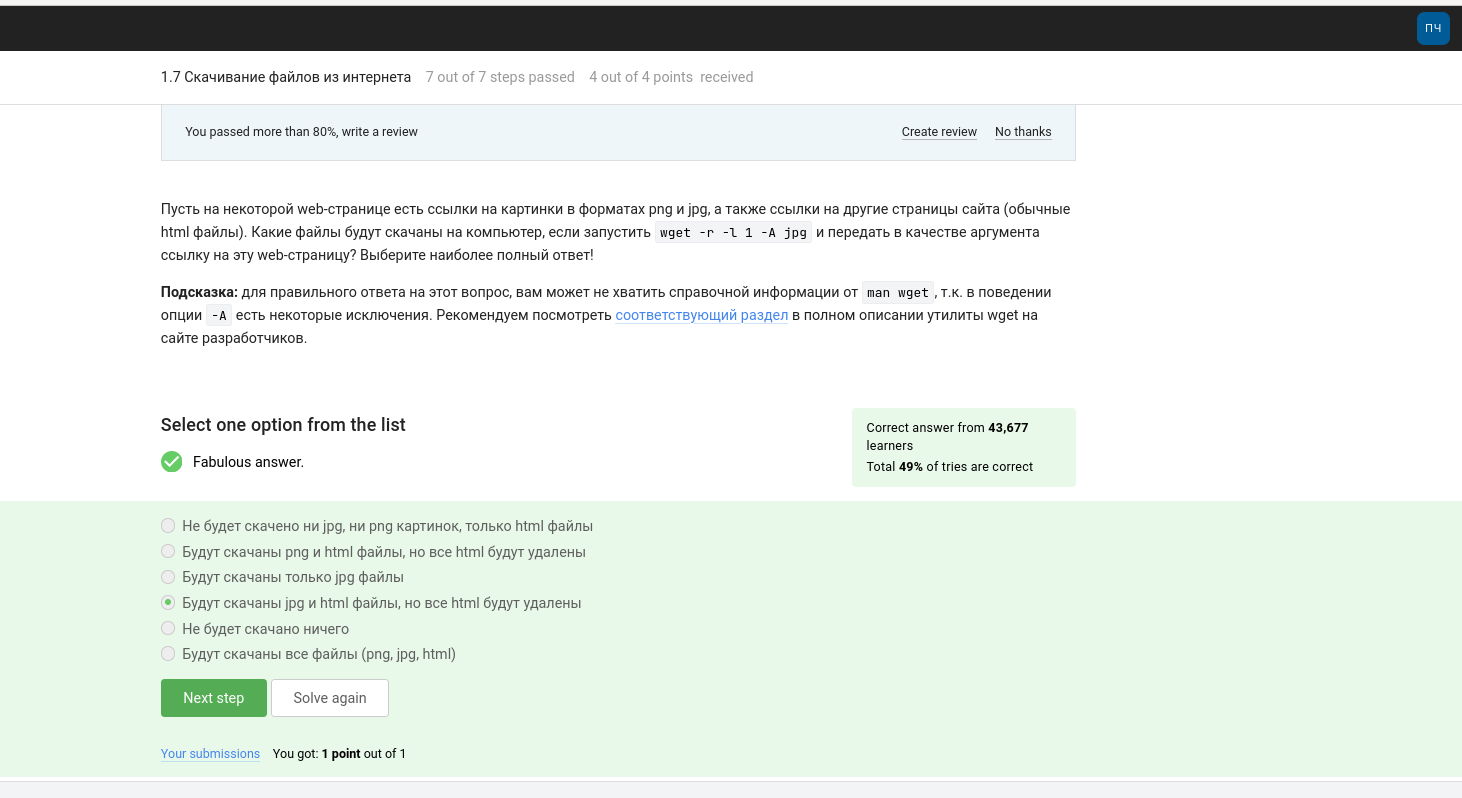 ПЧ
1.7 Скачивание файлов из интернета 7 out of 7 steps passed 4 out of 4 points received
You passed more than 80%, write a review Create review No thanks
Пусть на некоторой web-странице есть ссылки на картинки в форматах png и jpg, а также ссылки на другие страницы сайта (обычные
html файлы). Какие файлы будут скачаны на компьютер, если запустить wget -r -l 1 -A jpg и передать в качестве аргумента
ссылку на эту web-страницу? Выберите наиболее полный ответ!
Подсказка: для правильного ответа на этот вопрос, вам может не хватить справочной информации от man wget, т.к. в поведении
опции -A есть некоторые исключения. Рекомендуем посмотреть соответствующий раздел в полном описании утилиты wget на
сайте разработчиков.
Select one option from the list
Fabulous answer.
Correct answer from 43,677
learners
Total 49% of tries are correct
Не будет скачено ни jpg, ни png картинок, только html файлы
Будут скачаны png и html файлы, но все html будут удалены
Будут скачаны только jpg файлы
Будут скачаны jpg и html файлы, но все html будут удалены
Не будет скачано ничего
Будут скачаны все файлы (png, jpg, html)
Next step Solve again
Your submissions You got: 1 point out of 1